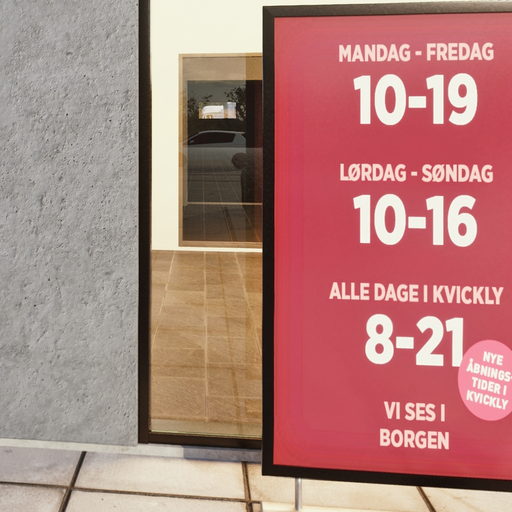 MANDAG - FREDAG
10-19
LØRDAG - SØNDAG
10-16
ALLE DAGE I KVICKLY
8-21
NYE
ÅBNINGS-
TIDER I
KVICKLY
VI SES I
BORGEN